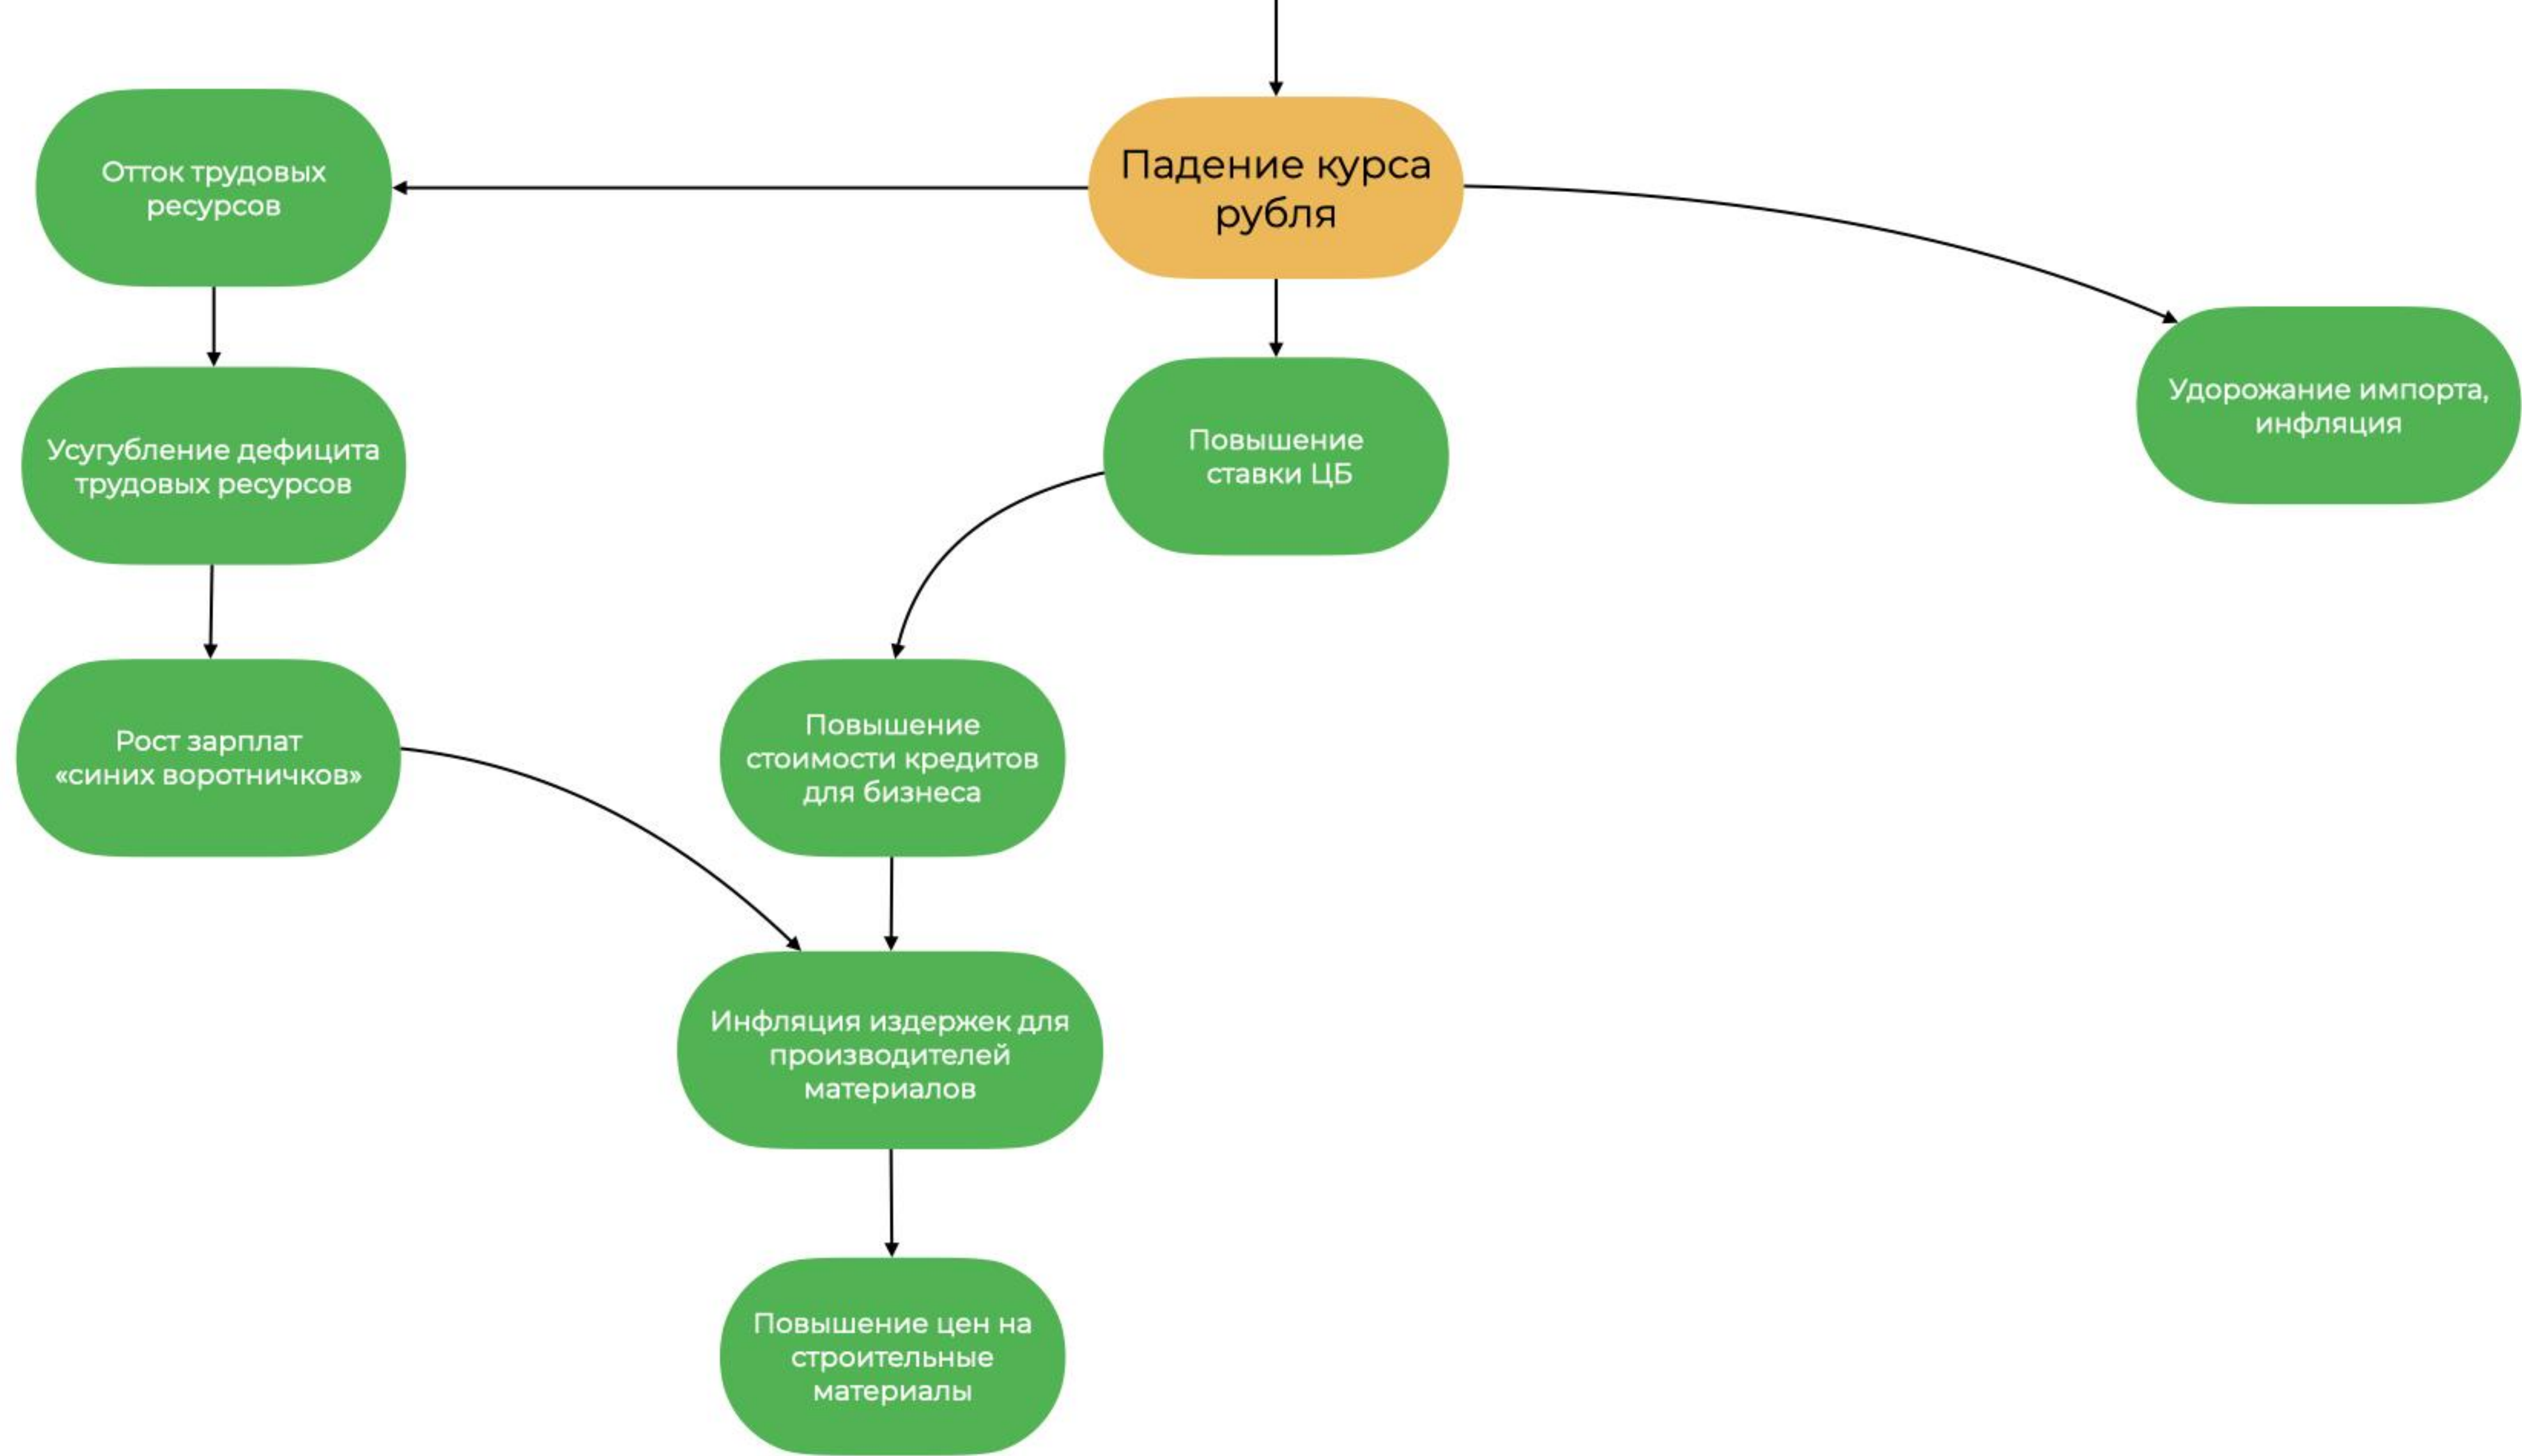 Падение курса
рубля
Отток трудовых
ресурсов
Усугубление дефицита
трудовых ресурсов
Рост зарплат
«синих воротничков»
Повышение
ставки ЦБ
Повышение
стоимости кредитов
для бизнеса
Инфляция издержек для
производителей
материалов
Повышение цен на
строительные
материалы
Удорожание импорта,
инфляция